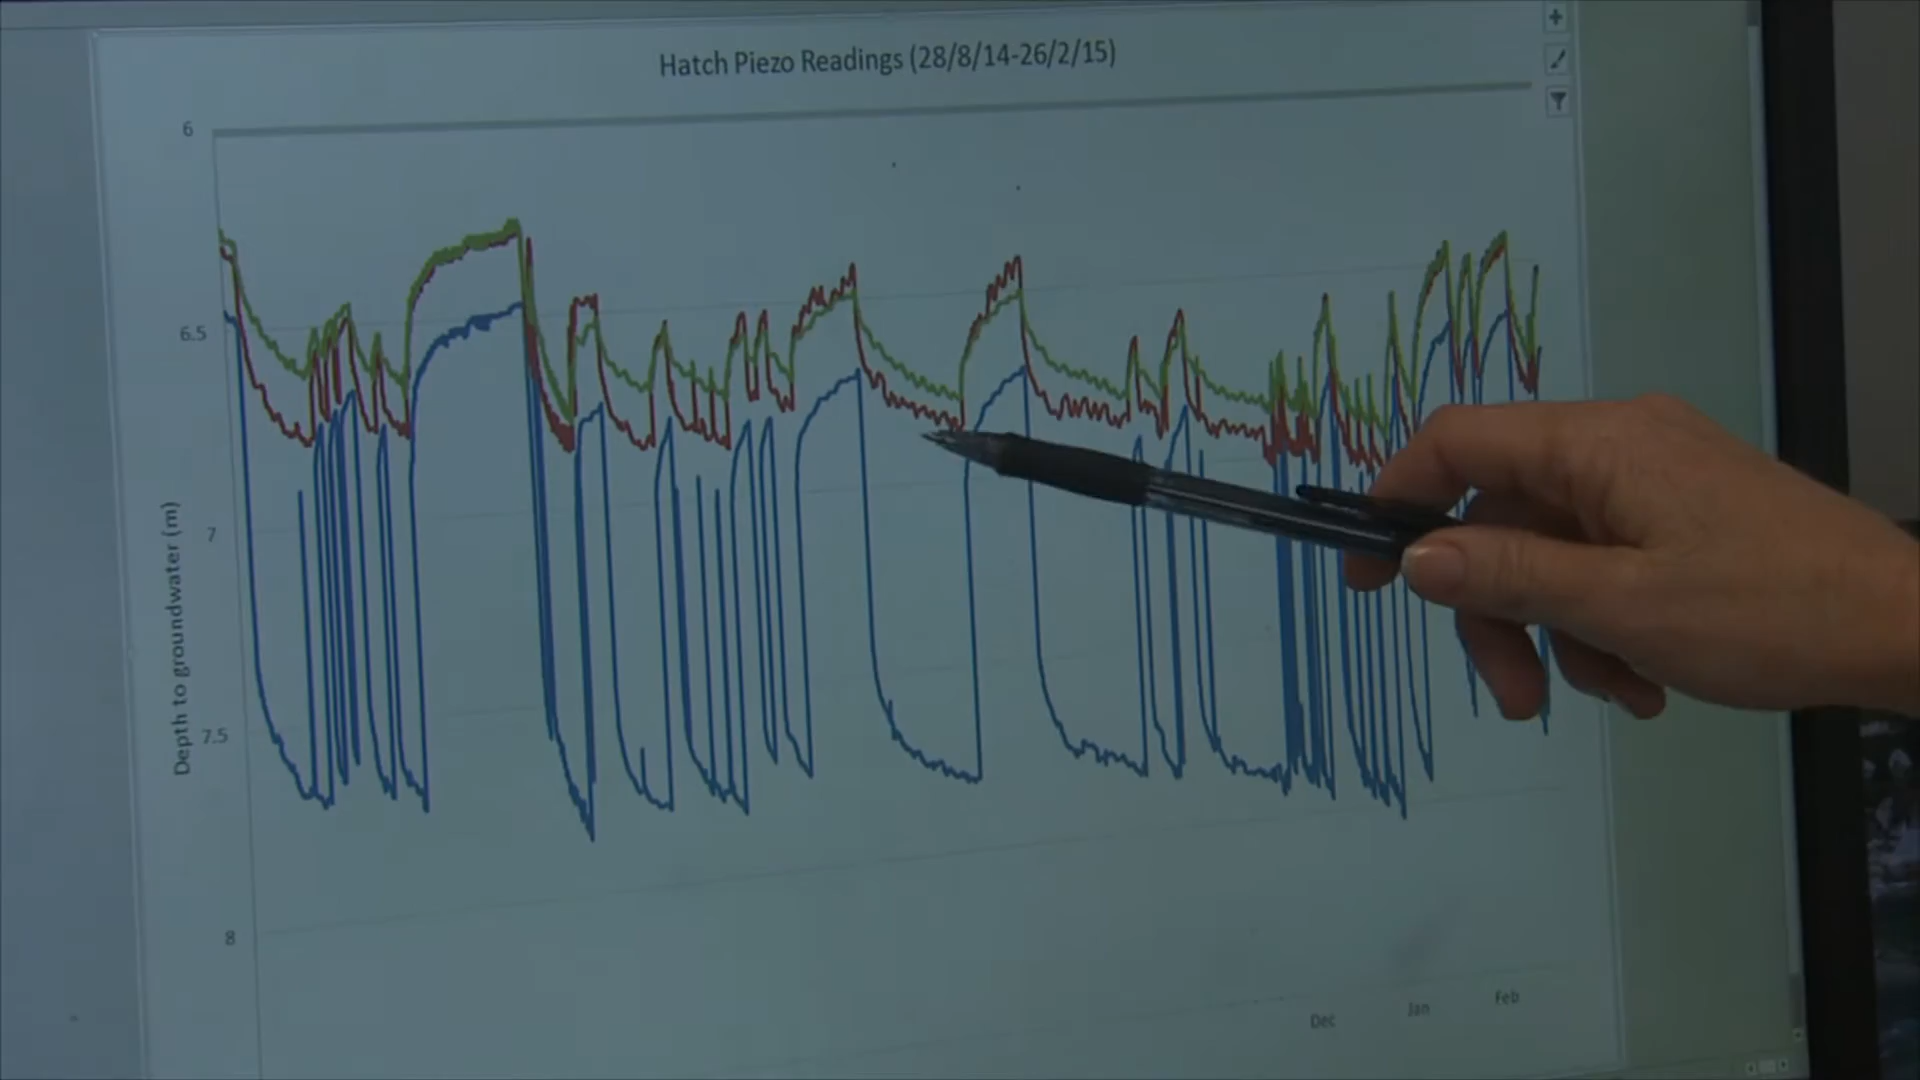 Hatch Piezo Readings (28/8/14-26/2/15)
6
6.5
7
7.5
8
Depth to groundwater (m)
Dec
Jan
Feb